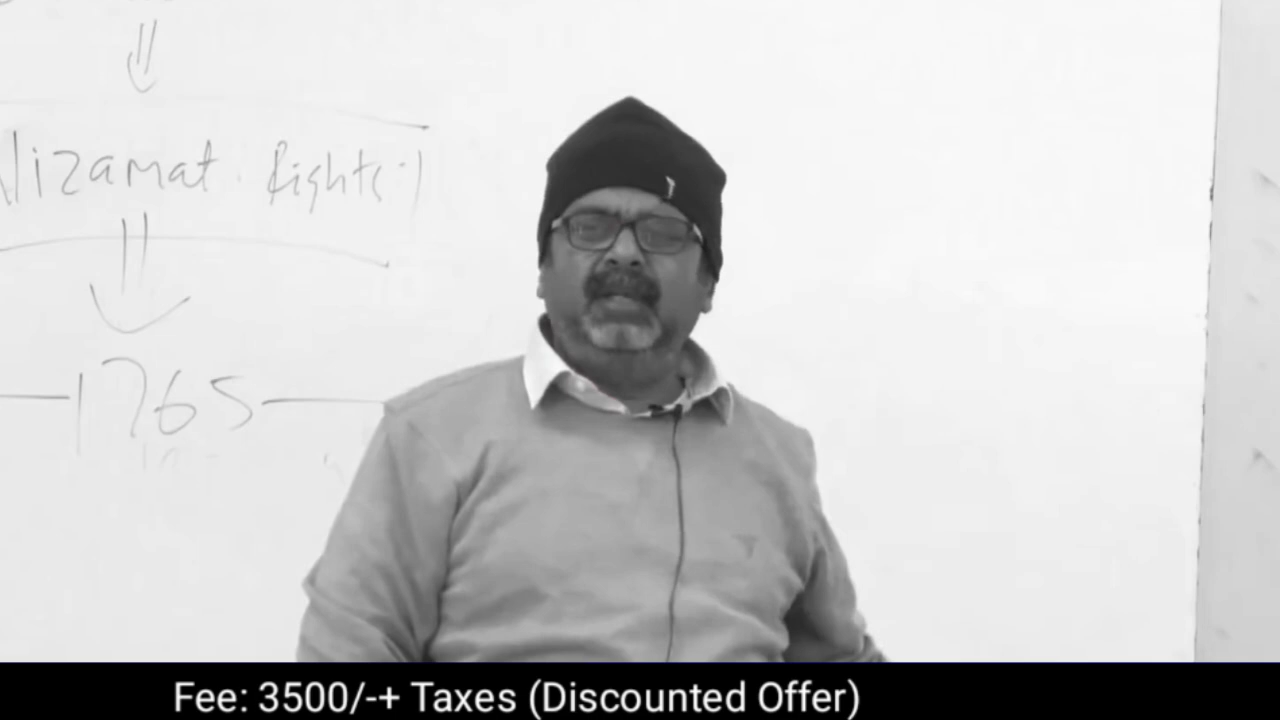 Nizamat Rights:-)
1765
Fee: 3500/-+ Taxes (Discounted Offer)